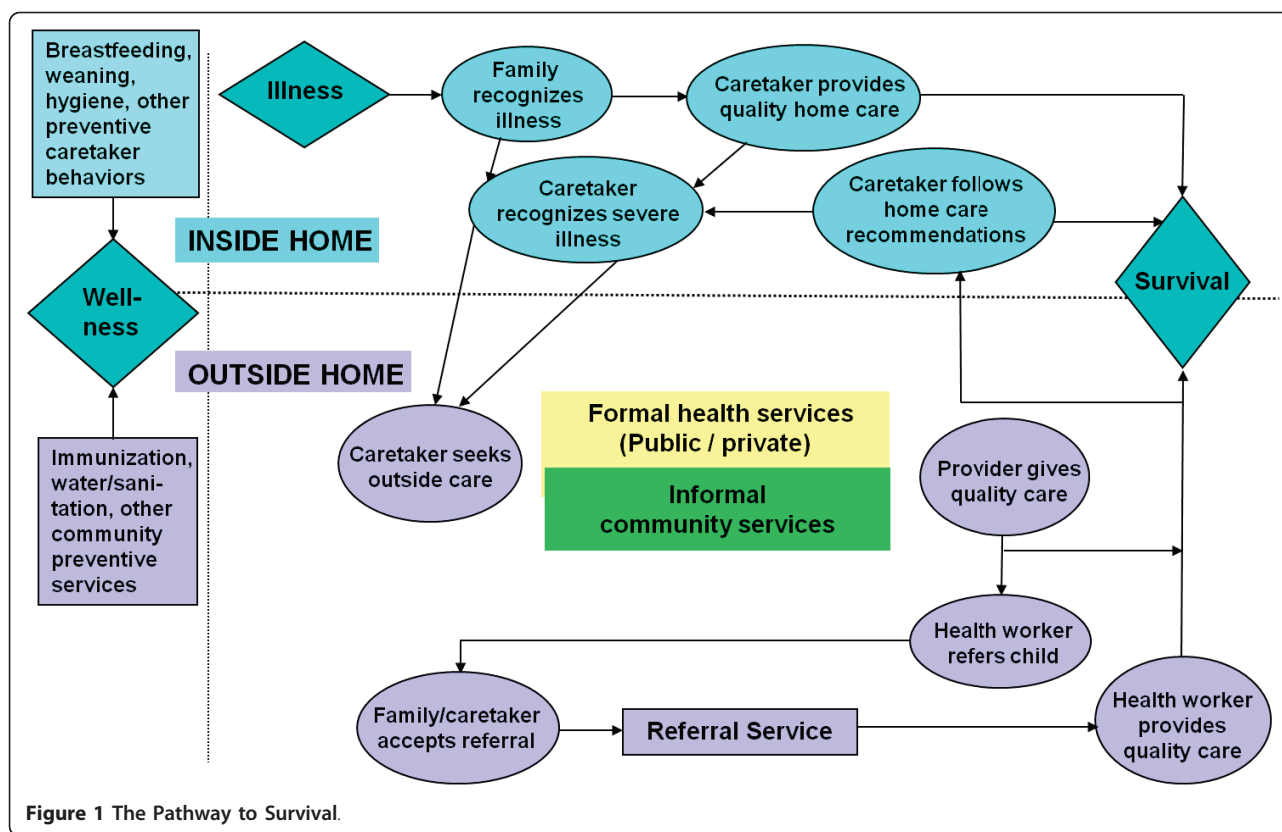 Breastfeeding,
weaning,
hygiene, other
preventive
caretaker
behaviors
Illness
Family
recognizes
illness
Caretaker provides
quality home care
Caretaker
recognizes severe
illness
Caretaker follows
home care
recommendations
INSIDE HOME
Well-
ness
Survival
OUTSIDE HOME
Immunization,
water/sani-
tation, other
community
preventive
services
Caretaker seeks
outside care
Formal health services
(Public / private)
Informal
community services
Provider gives
quality care
Health worker
refers child
Family/caretaker
accepts referral
Referral Service
Health worker
provides
quality care
Figure 1 The Pathway to Survival.